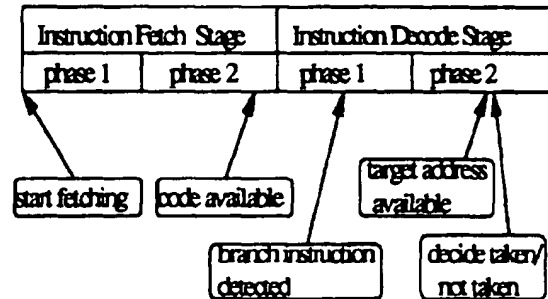 Instruction Fetch Stage Instruction Decode Stage
phase 1 phase 2 phase 1 phase 2
start fetching
code available
target address
available
branch instruction
detected
decide taken/
not taken